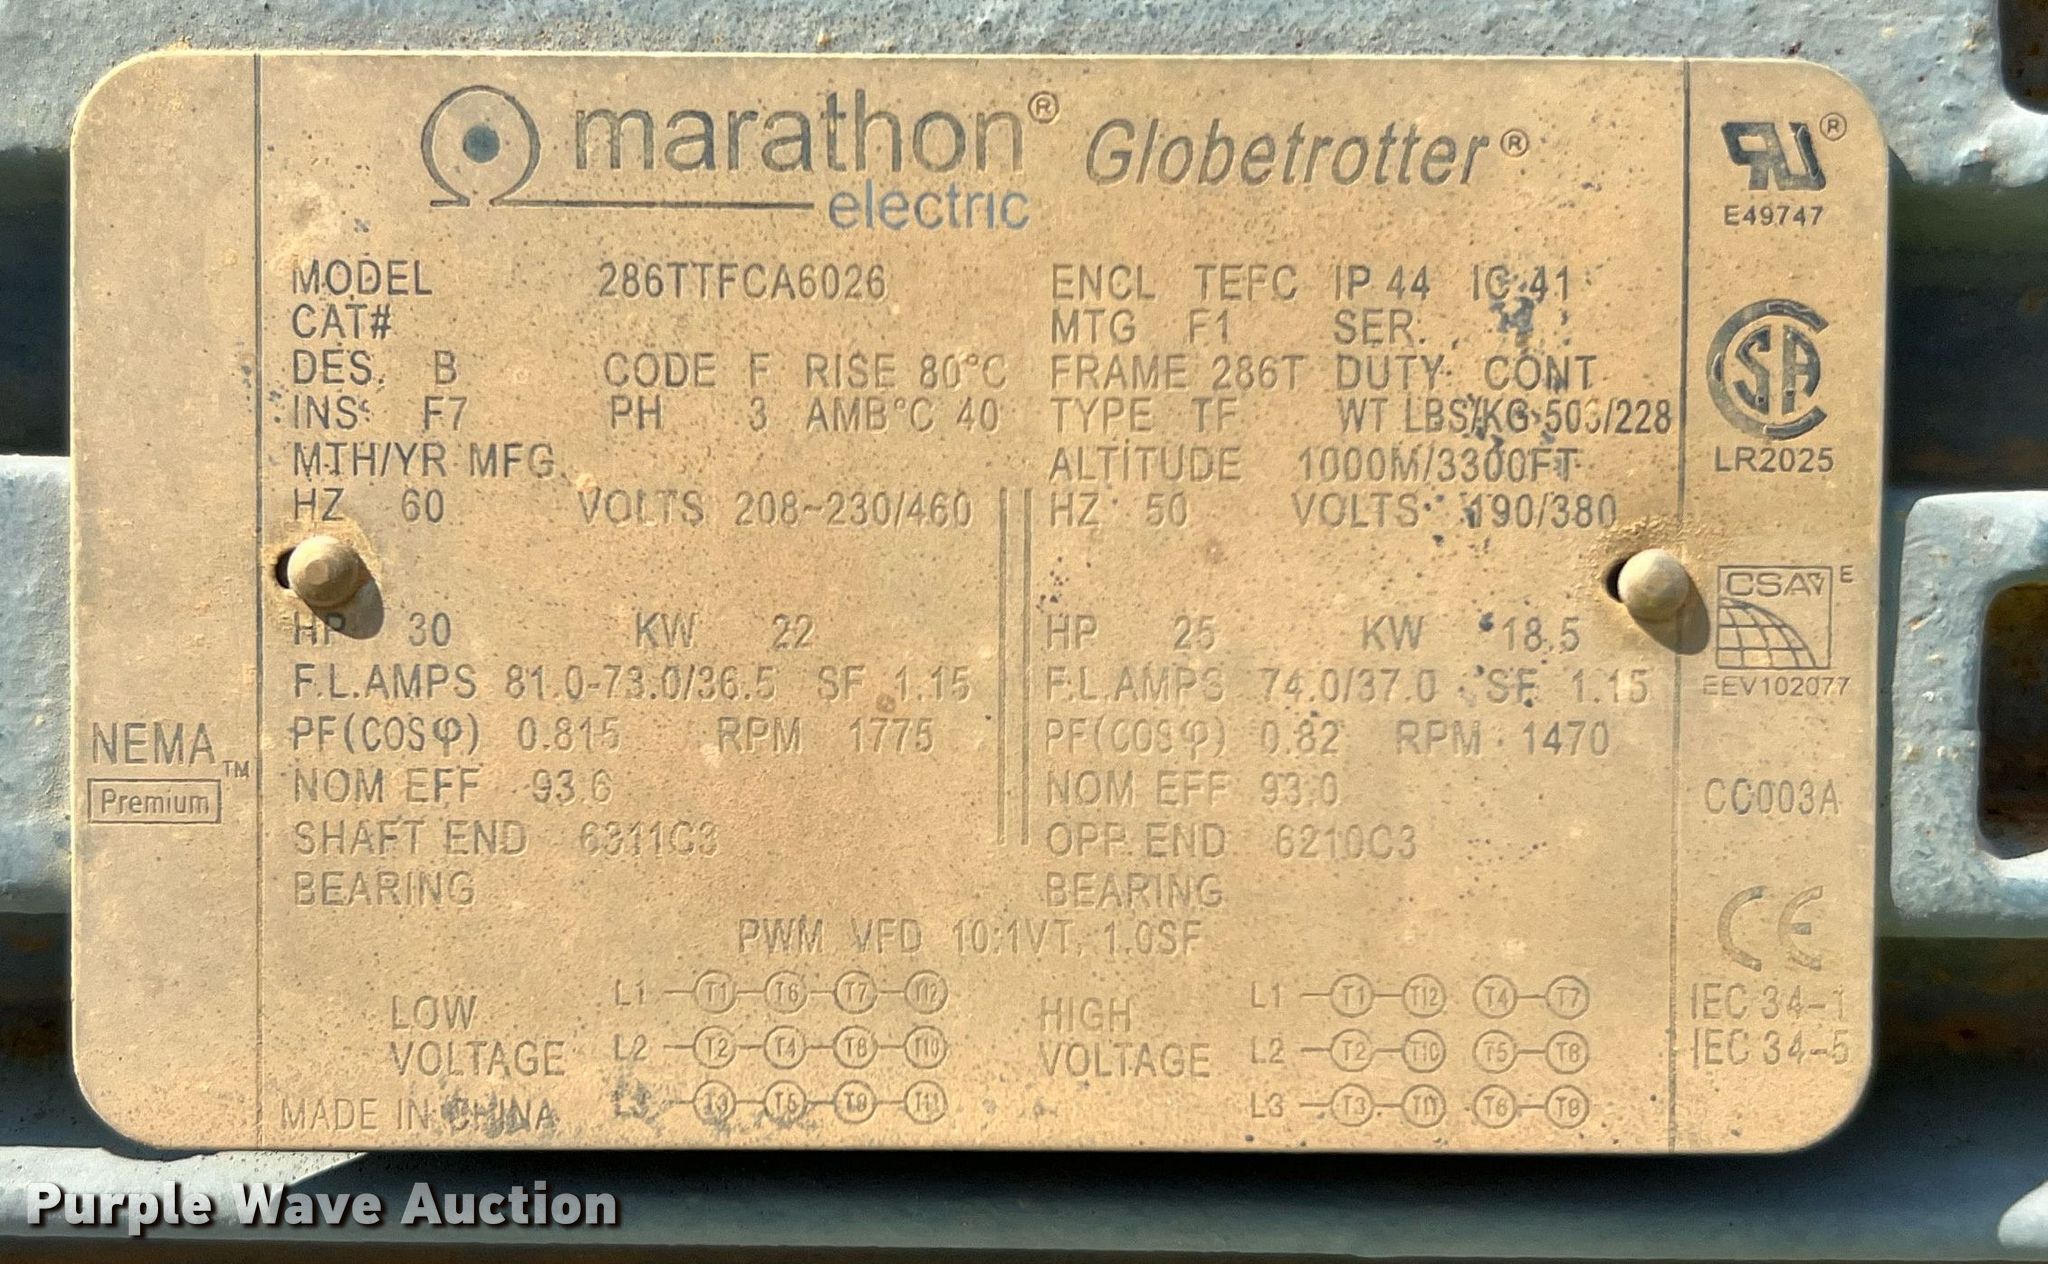 marathon® Globetrotter®
electric
MODEL 286TTFCA6026 ENCL TEFC IP 44 IC 41
CAT# MTG F1 SER.
DES. B CODE F RISE 80°C FRAME 286T DUTY CONT
INS F7 PH 3 AMB°C 40 TYPE TF WT LBS/KG /228
MTH/YR MFG. ALTITUDE 1000M/3300FT
HZ 60 VOLTS 208~230/460 HZ 50 VOLTS 190/380
HP 30 KW 22 HP 25 KW 18.5
F.L.AMPS 81.0-73.0/36.5 SF 1.15 F.L.AMPS 74.0/37.0 SF 1.15
PF(COSφ) 0.815 RPM 1775 PF(COSφ) 0.82 RPM 1470
NOM EFF 93.6 NOM EFF 93.0
SHAFT END 6311C3 OPP. END 6210C3
BEARING BEARING
PWM VFD 10:1VT, 1.0SF
LOW VOLTAGE
L1 T1 T6 T7 T12
L2 T2 T4 T8 T10
L3 T3 T5 T9 T11
HIGH VOLTAGE
L1 T1 T12 T4 T7
L2 T2 T10 T5 T8
L3 T3 T11 T6 T9
MADE IN CHINA
NEMA™
Premium
RU®
E49747
LR2025
CSA E
EEV102077
CC003A
CE
IEC 34-1
IEC 34-5
Purple Wave Auction